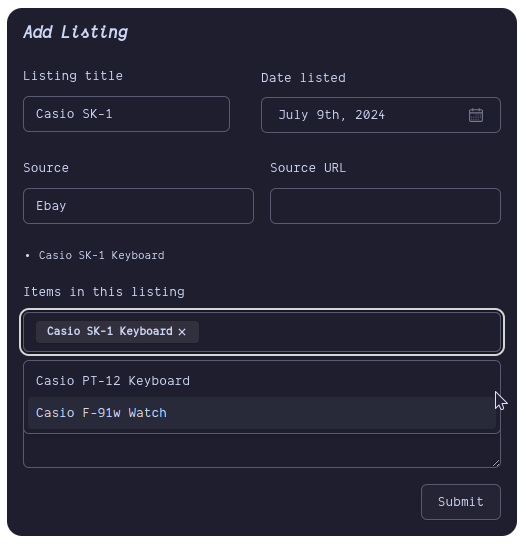 Add Listing
Listing title
Date listed
Casio SK-1
July 9th, 2024
Source
Source URL
Ebay
• Casio SK-1 Keyboard
Items in this listing
Casio SK-1 Keyboard ×
Casio PT-12 Keyboard
Casio F-91w Watch
Submit